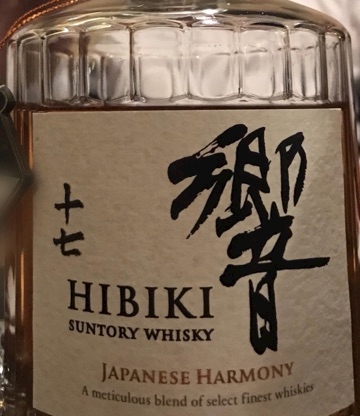 響
十七
HIBIKI
SUNTORY WHISKY
JAPANESE HARMONY
A meticulous blend of select finest whiskies